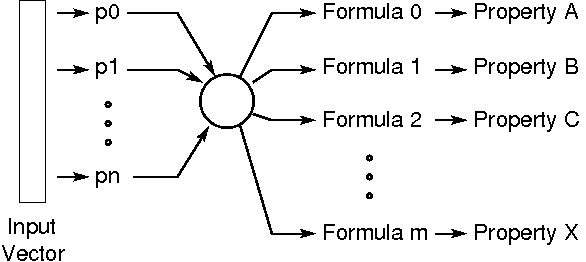 p0
Formula 0
Property A
p1
Formula 1
Property B
Formula 2
Property C
pn
Formula m
Property X
Input
Vector